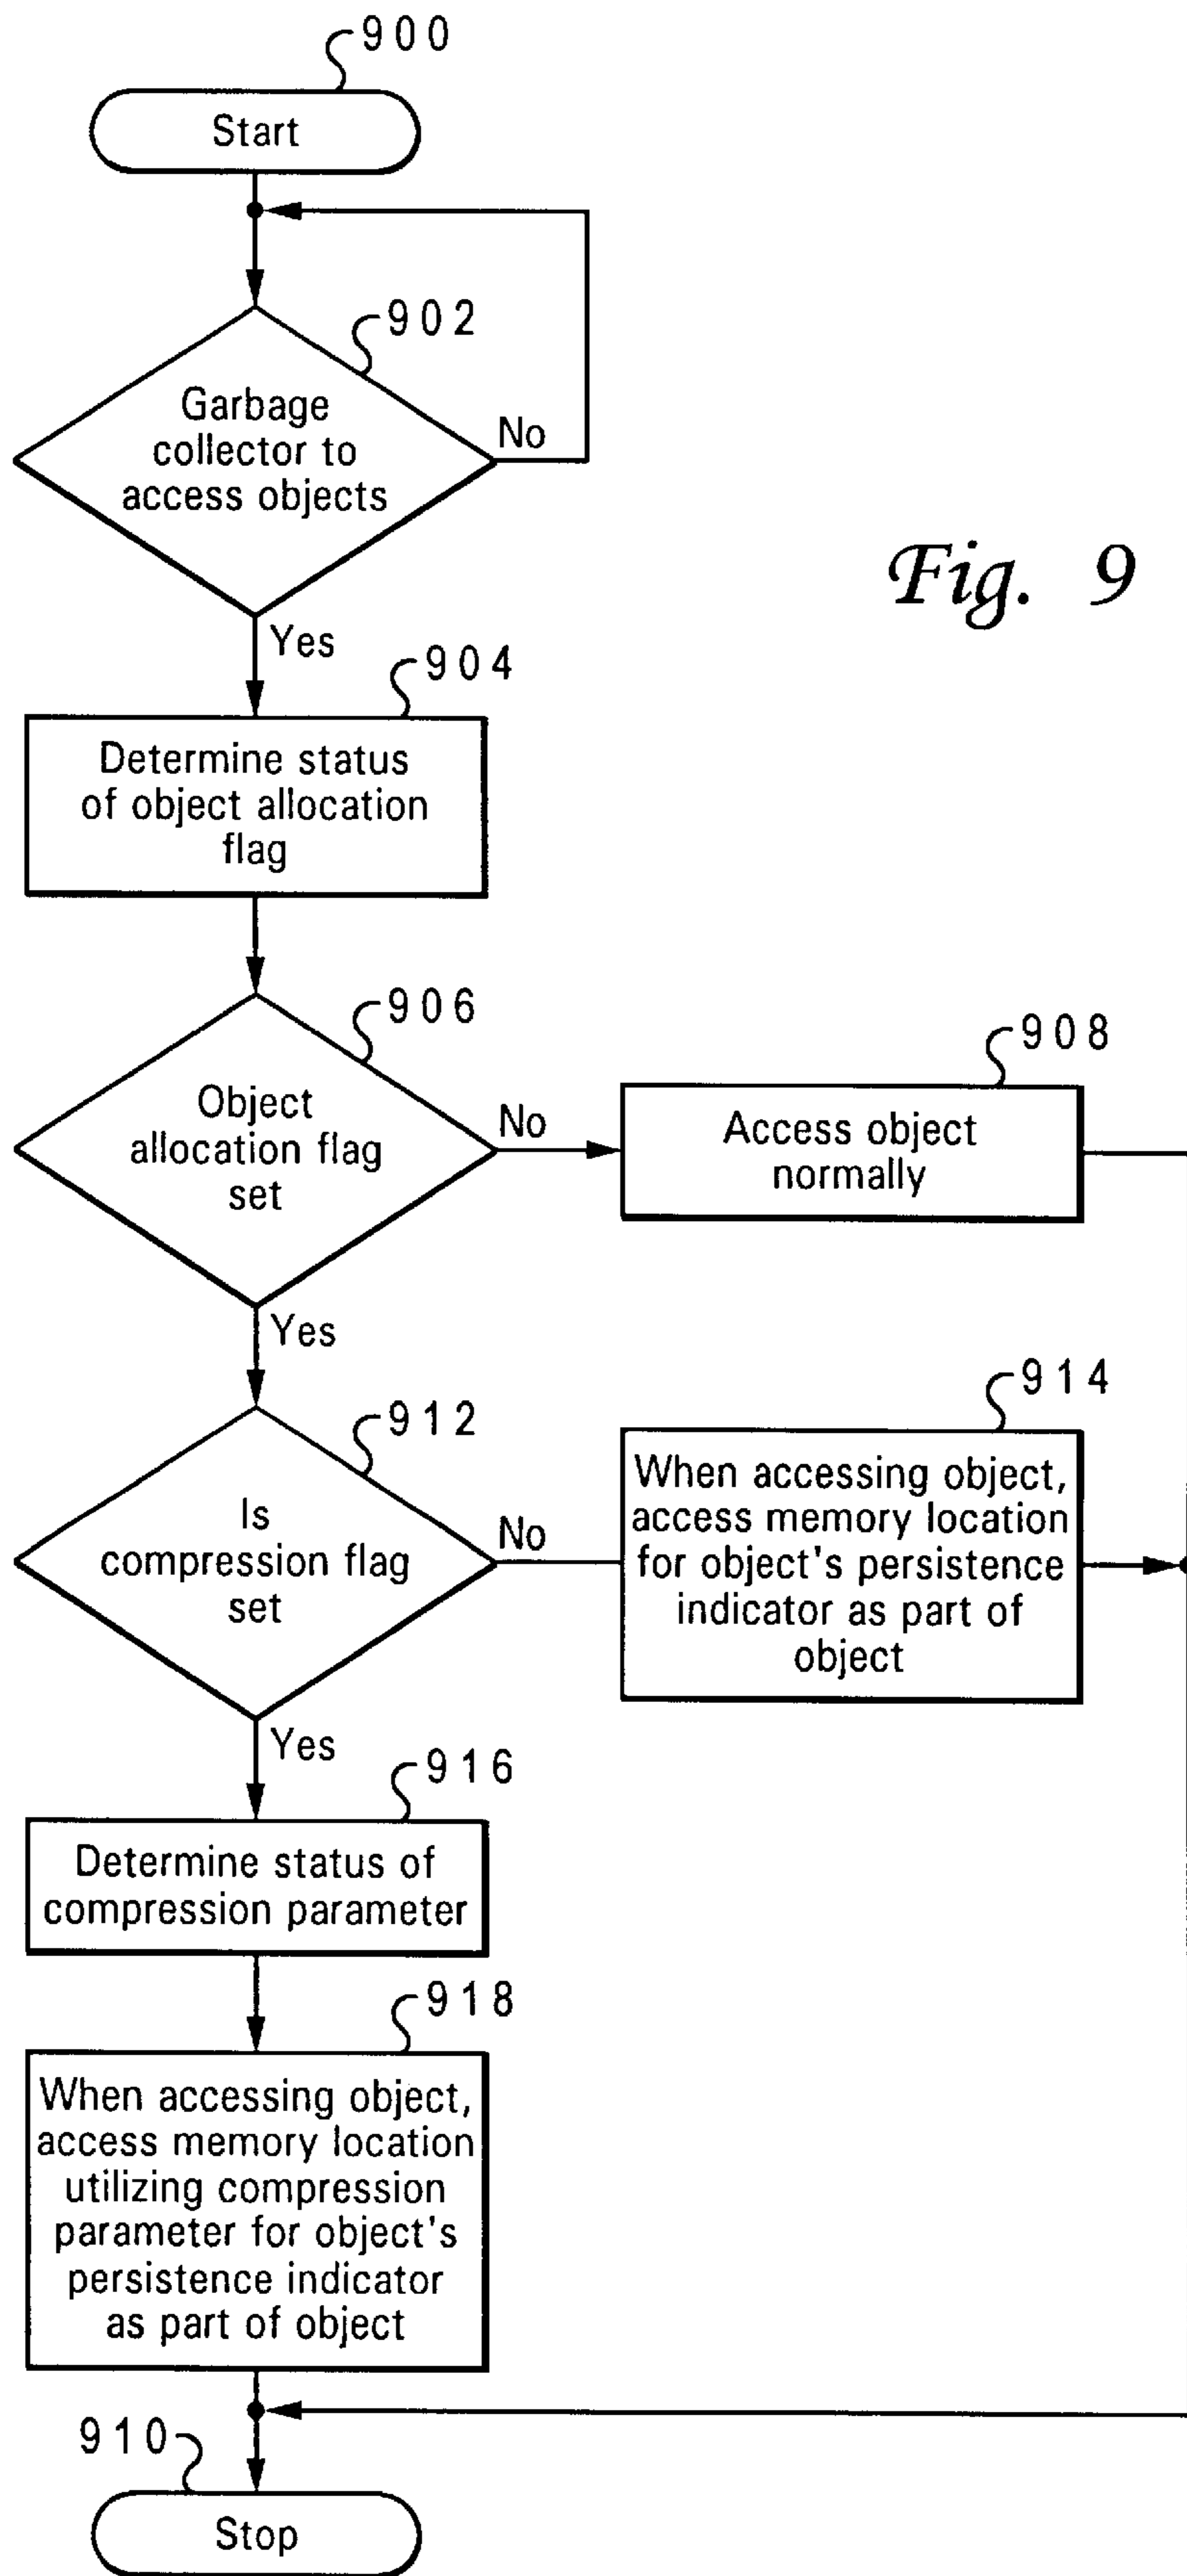 900
Start
902
Garbage
collector to
access objects
No
Fig. 9
Yes
904
Determine status
of object allocation
flag
906
Object
allocation flag
set
No
908
Access object
normally
Yes
912
Is
compression flag
set
No
914
When accessing object,
access memory location
for object's persistence
indicator as part of
object
Yes
916
Determine status of
compression parameter
918
When accessing object,
access memory location
utilizing compression
parameter for object's
persistence indicator
as part of object
910
Stop